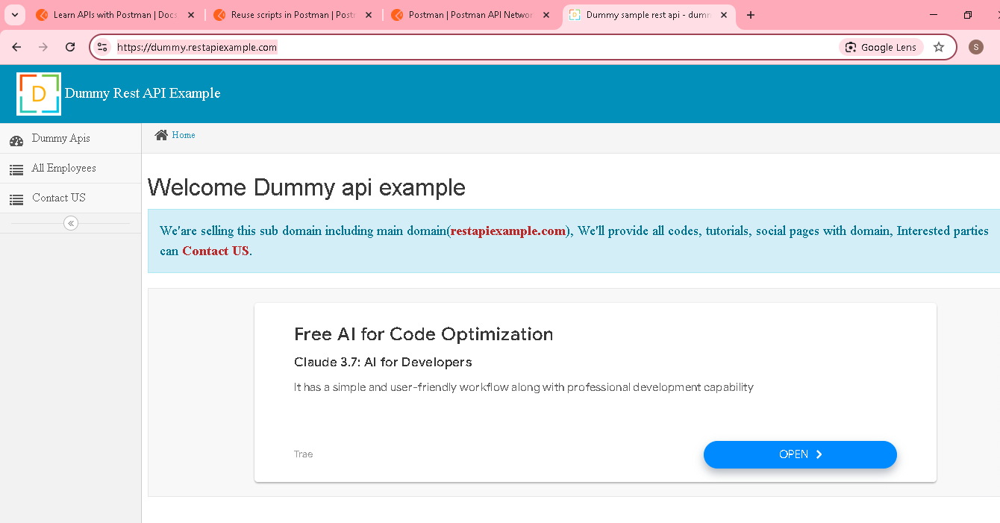 Learn APIs with Postman | Docs
Reuse scripts in Postman | Post
Postman | Postman API Networ
Dummy sample rest api - dumm
https://dummy.restapiexample.com
Google Lens
S
D
Dummy Rest API Example
Dummy Apis
All Employees
Contact US
Home
Welcome Dummy api example
We'are selling this sub domain including main domain(restapiexample.com), We'll provide all codes, tutorials, social pages with domain, Interested parties
can Contact US.
Free AI for Code Optimization
Claude 3.7: AI for Developers
It has a simple and user-friendly workflow along with professional development capability
Trae
OPEN